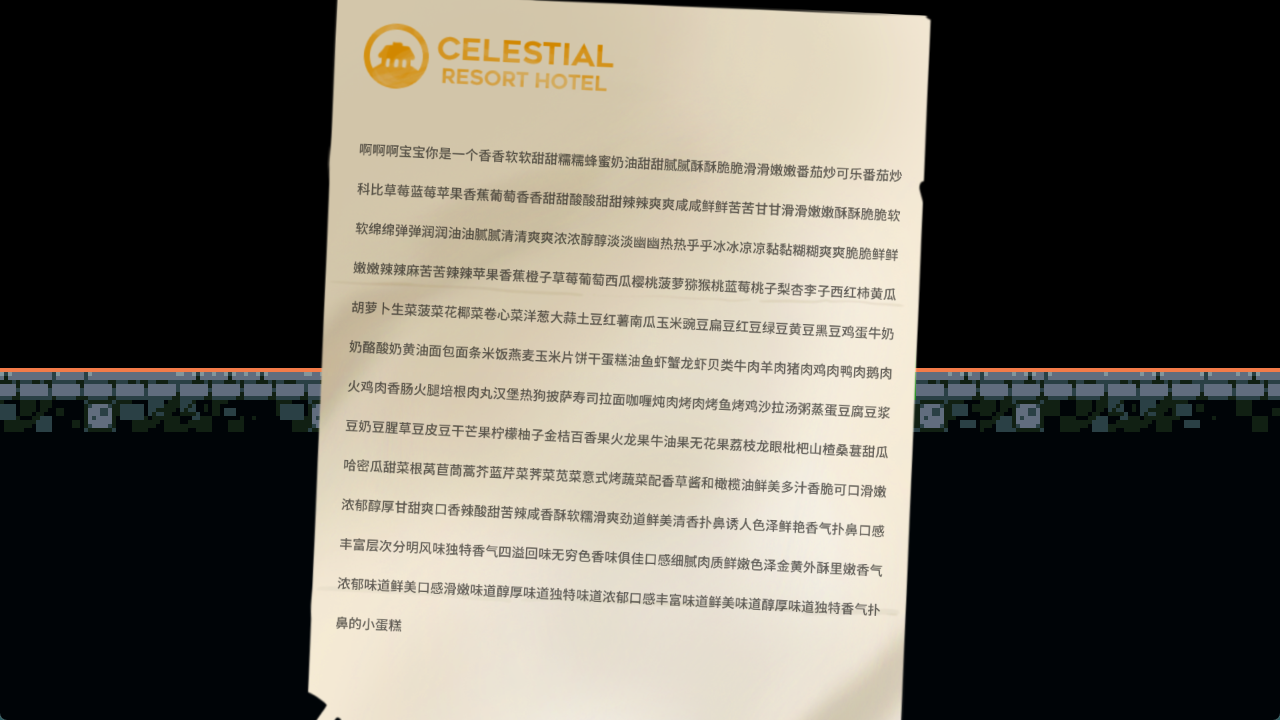 CELESTIAL
RESORT HOTEL
啊啊啊宝宝你是一个香香软软甜甜糯糯蜂蜜奶油甜甜腻腻酥酥脆脆滑滑嫩嫩番茄炒可乐番茄炒
科比草莓蓝莓苹果香蕉葡萄香香甜甜酸酸甜甜辣辣爽爽咸咸鲜鲜苦苦甘甘滑滑嫩嫩酥酥脆脆软
软绵绵弹弹润润油油腻腻清清爽爽浓浓醇醇淡淡幽幽热热乎乎冰冰凉凉黏黏糊糊爽爽脆脆鲜鲜
嫩嫩辣辣麻苦苦辣辣苹果香蕉橙子草莓葡萄西瓜樱桃菠萝猕猴桃蓝莓桃子梨杏李子西红柿黄瓜
胡萝卜生菜菠菜花椰菜卷心菜洋葱大蒜土豆红薯南瓜玉米豌豆扁豆红豆绿豆黄豆黑豆鸡蛋牛奶
奶酪酸奶黄油面包面条米饭燕麦玉米片饼干蛋糕油鱼虾蟹龙虾贝类牛肉羊肉猪肉鸡肉鸭肉鹅肉
火鸡肉香肠火腿培根肉丸汉堡热狗披萨寿司拉面咖喱炖肉烤肉烤鱼烤鸡沙拉汤粥蒸蛋豆腐豆浆
豆奶豆腥草豆皮豆干芒果柠檬柚子金桔百香果火龙果牛油果无花果荔枝龙眼枇杷山楂桑葚甜瓜
哈密瓜甜菜根莴苣茼蒿芥蓝芹菜荠菜苋菜意式烤蔬菜配香草酱和橄榄油鲜美多汁香脆可口滑嫩
浓郁醇厚甘甜爽口香辣酸甜苦辣咸香酥软糯滑爽劲道鲜美清香扑鼻诱人色泽鲜艳香气扑鼻口感
丰富层次分明风味独特香气四溢回味无穷色香味俱佳口感细腻肉质鲜嫩色泽金黄外酥里嫩香气
浓郁味道鲜美口感滑嫩味道醇厚味道独特味道浓郁口感丰富味道鲜美味道醇厚味道独特香气扑
鼻的小蛋糕